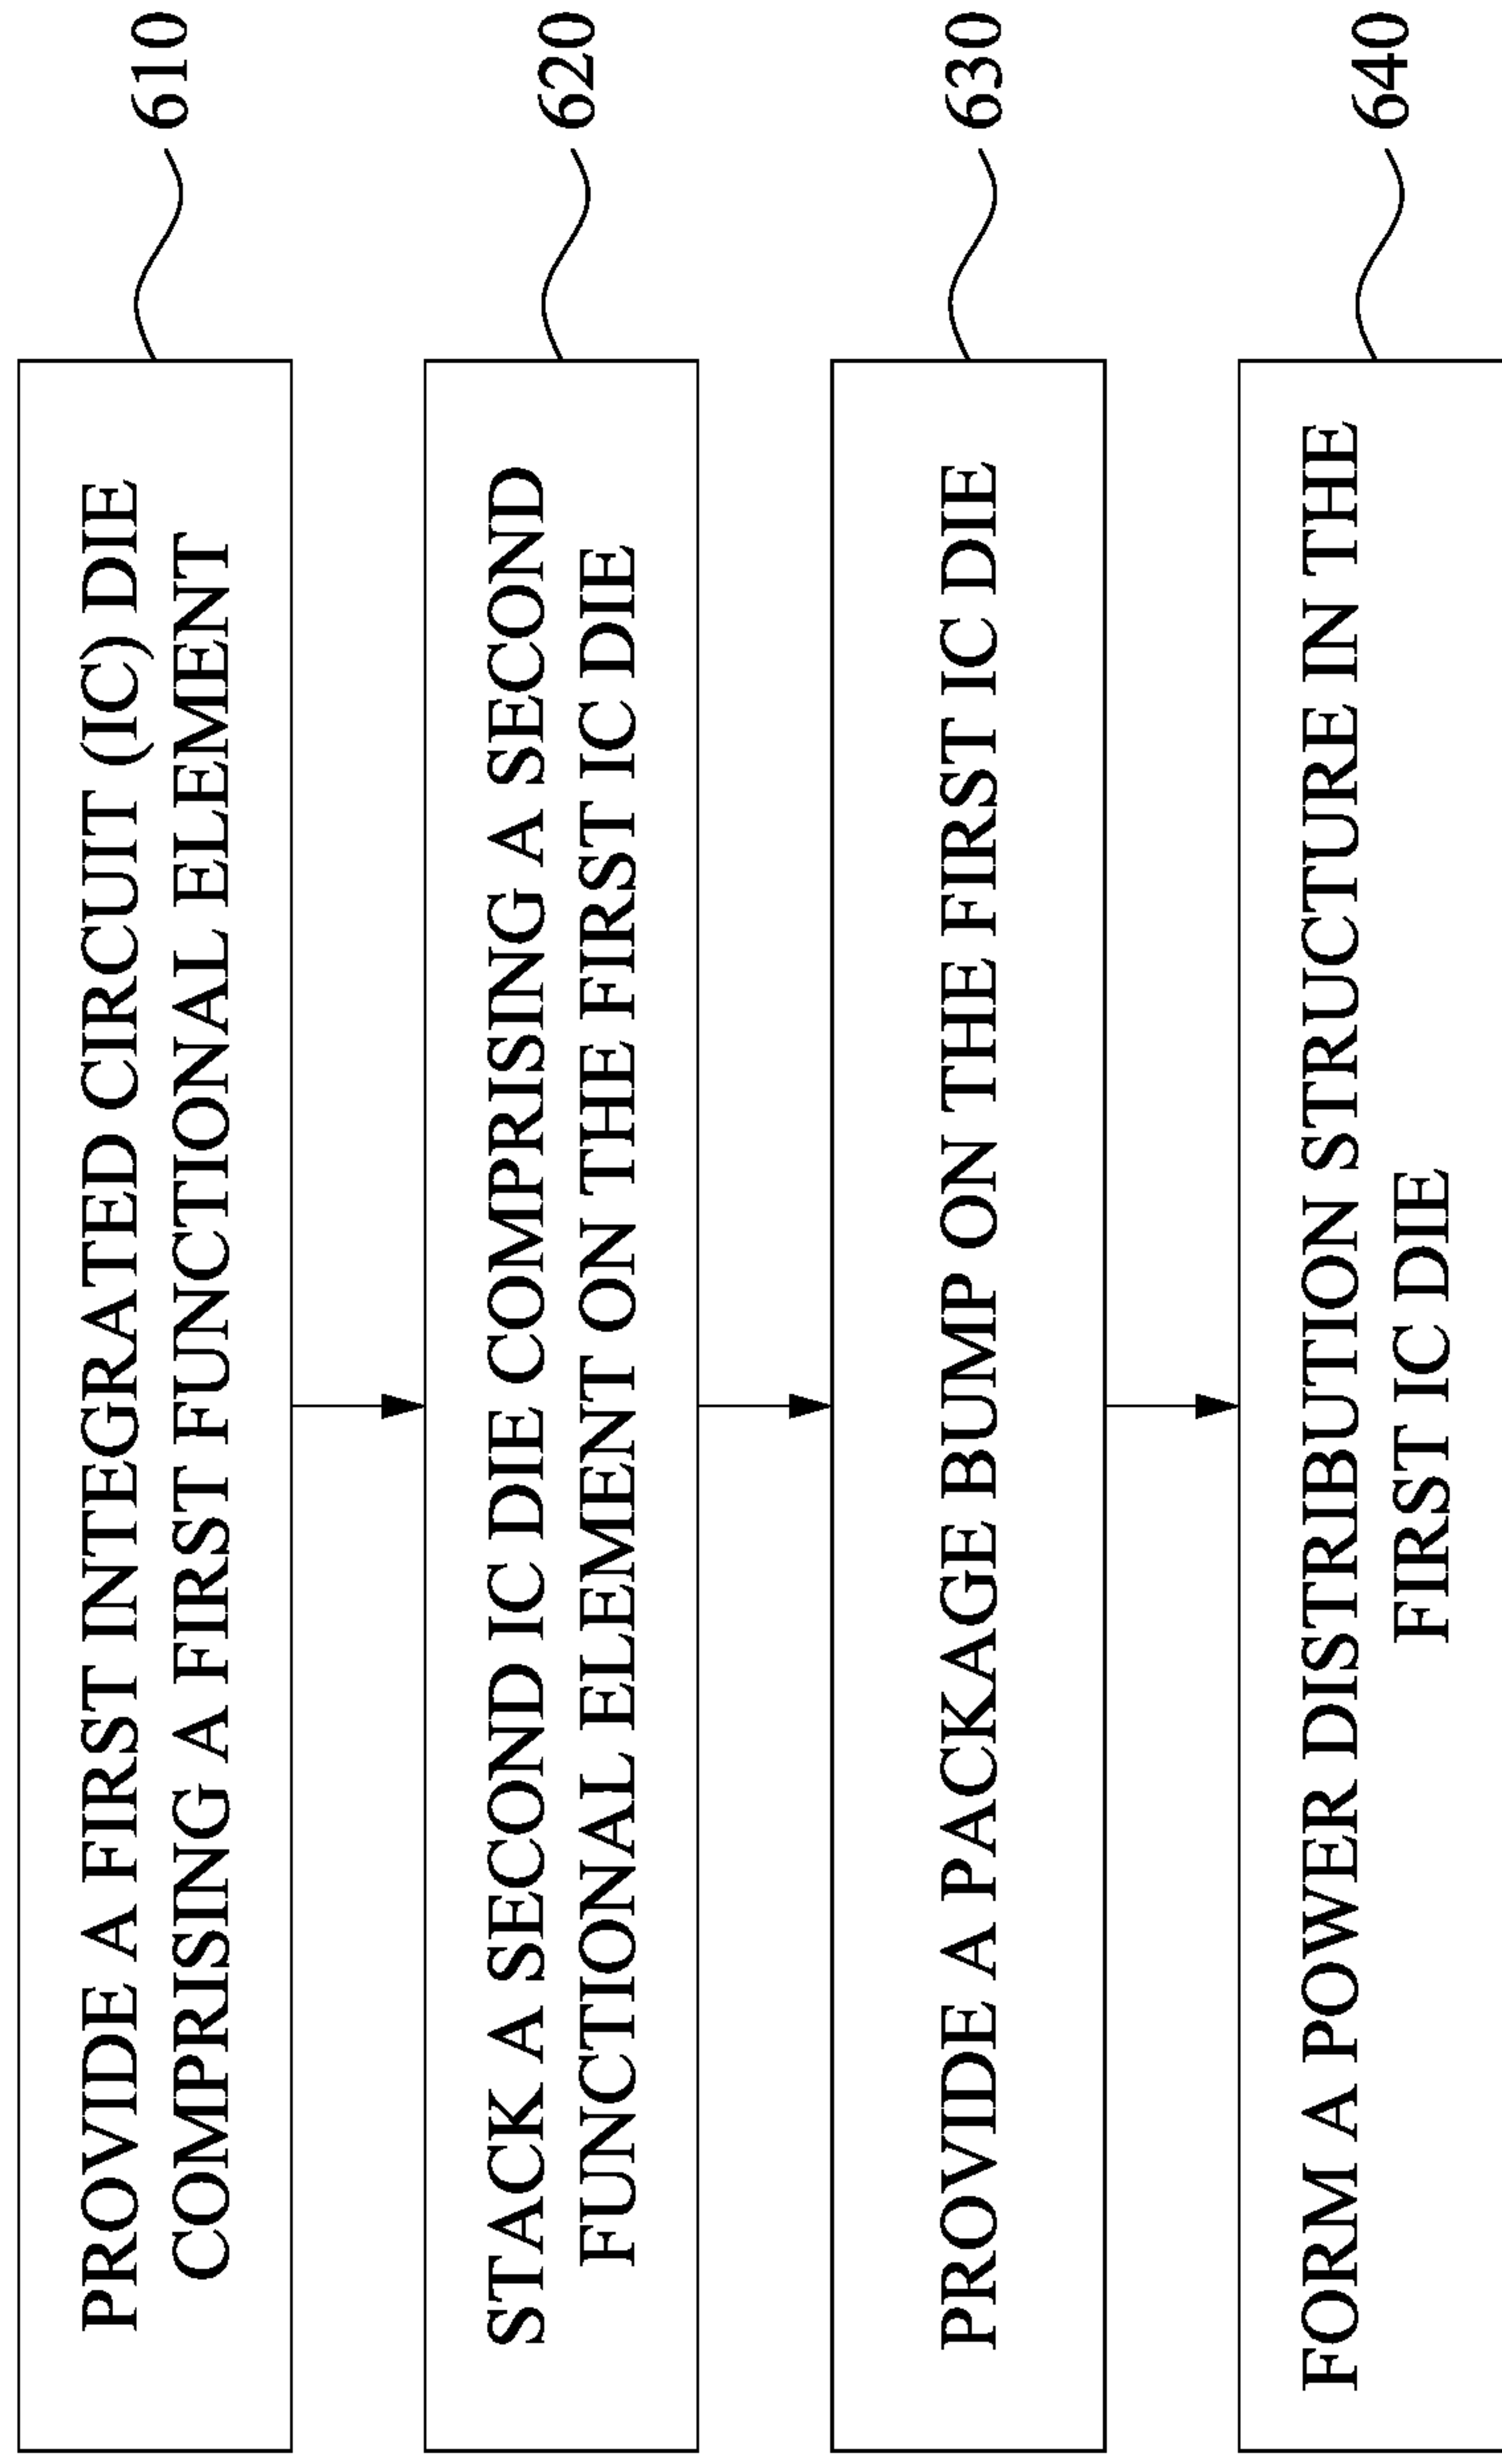 PROVIDE A FIRST INTEGRATED CIRCUIT (IC) DIE
COMPRISING A FIRST FUNCTIONAL ELEMENT
610
STACK A SECOND IC DIE COMPRISING A SECOND
FUNCTIONAL ELEMENT ON THE FIRST IC DIE
620
PROVIDE A PACKAGE BUMP ON THE FIRST IC DIE
630
FORM A POWER DISTRIBUTION STRUCTURE IN THE
FIRST IC DIE
640